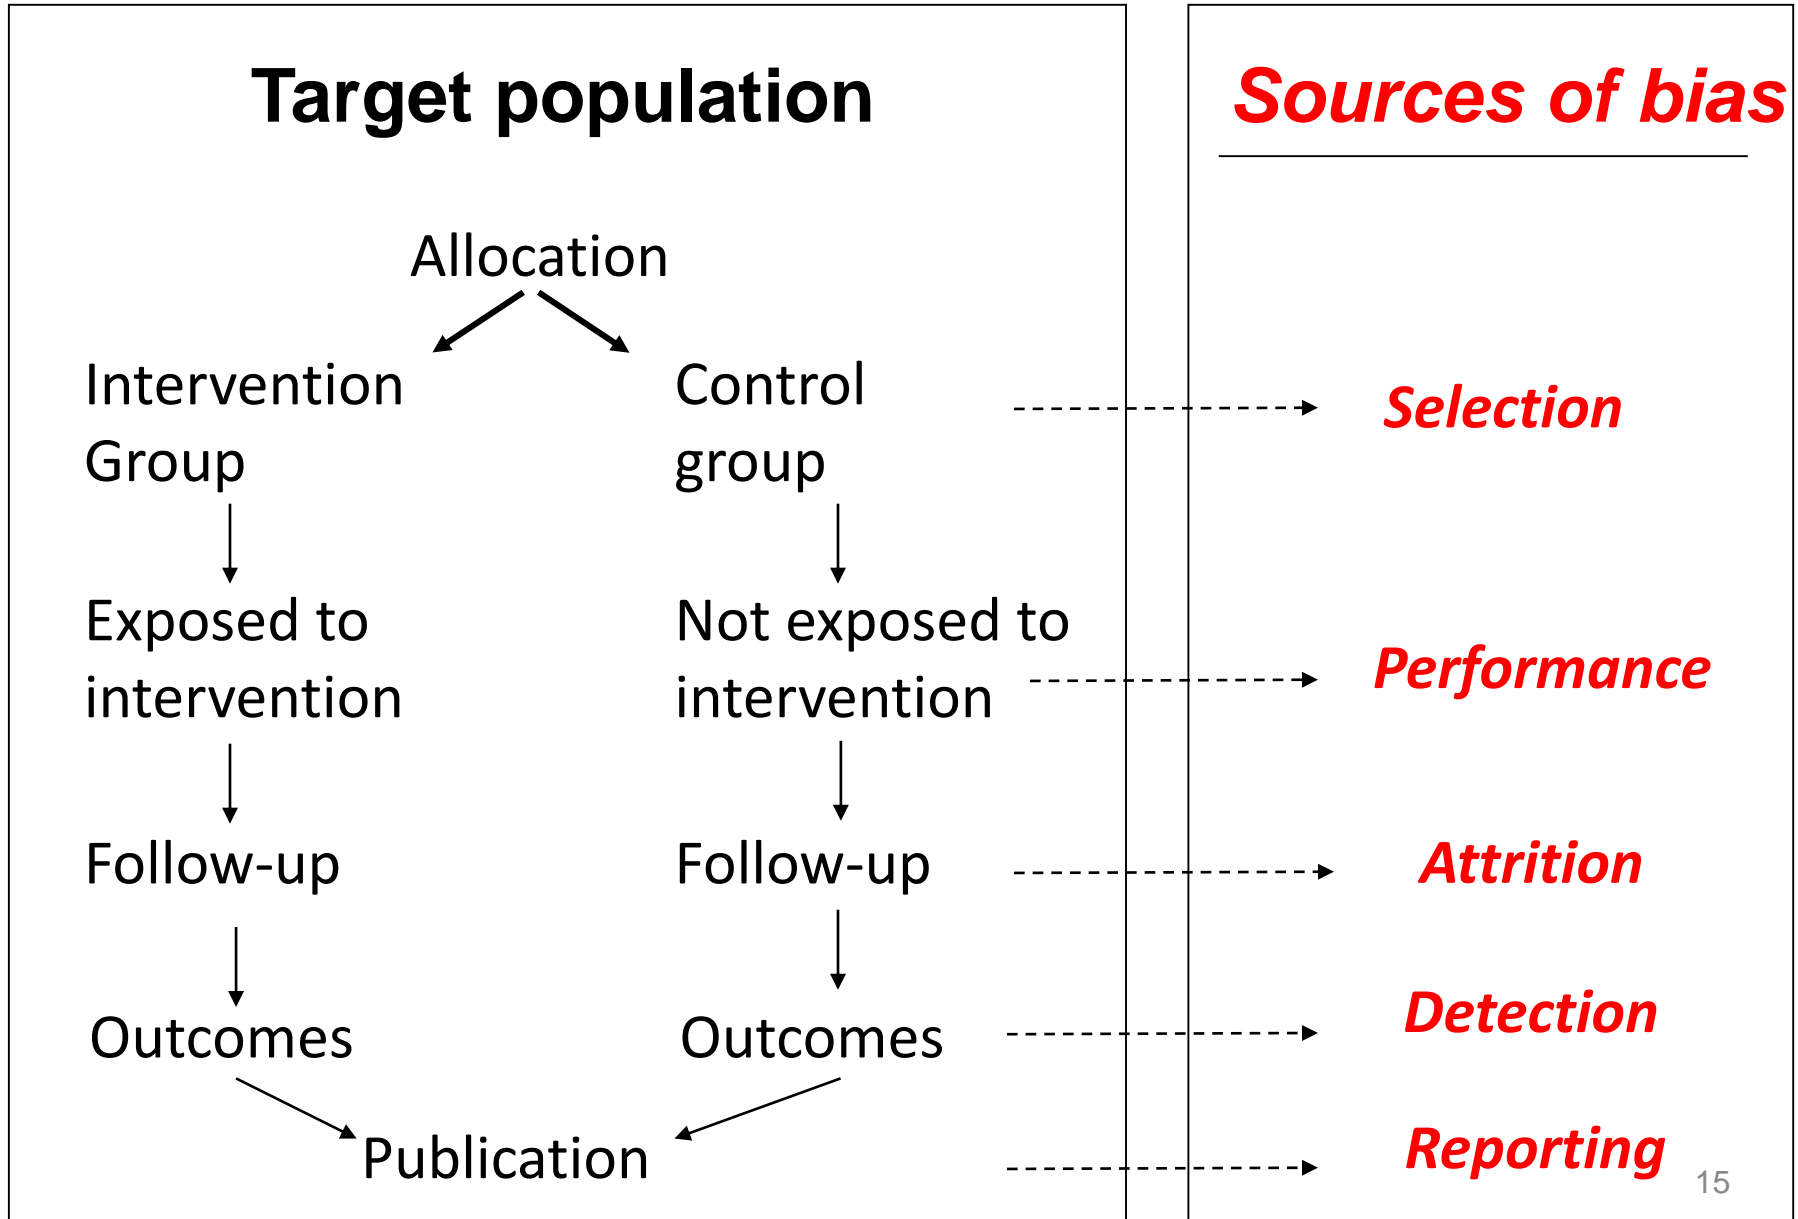 Target population
Sources of bias
Allocation
Intervention
Group
Control
group
Selection
Exposed to
intervention
Not exposed to
intervention
Performance
Follow-up
Follow-up
Attrition
Outcomes
Outcomes
Detection
Publication
Reporting
15